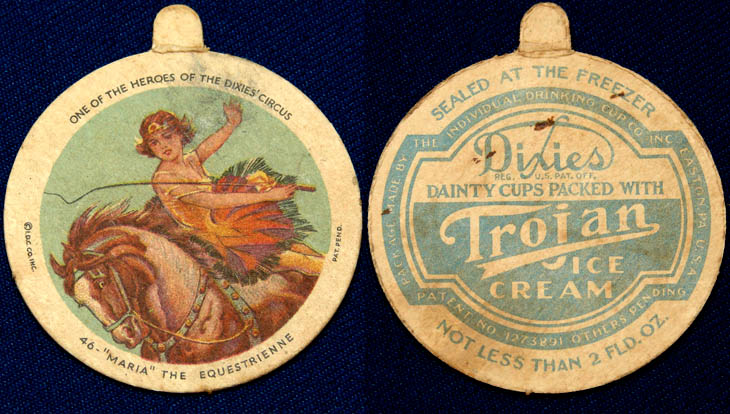 ONE OF THE HEROES OF THE DIXIES' CIRCUS
© I.D.C. CO. INC.
PAT. PEND.
46-"MARIA" THE EQUESTRIENNE
SEALED AT THE FREEZER
PACKAGE MADE BY THE INDIVIDUAL DRINKING CUP CO. INC. EASTON, PA. U.S.A.
Dixies
REG. U.S. PAT. OFF.
DAINTY CUPS PACKED WITH
Trojan
ICE
CREAM
PATENT NO. 1273891 OTHERS PENDING
NOT LESS THAN 2 FLD. OZ.